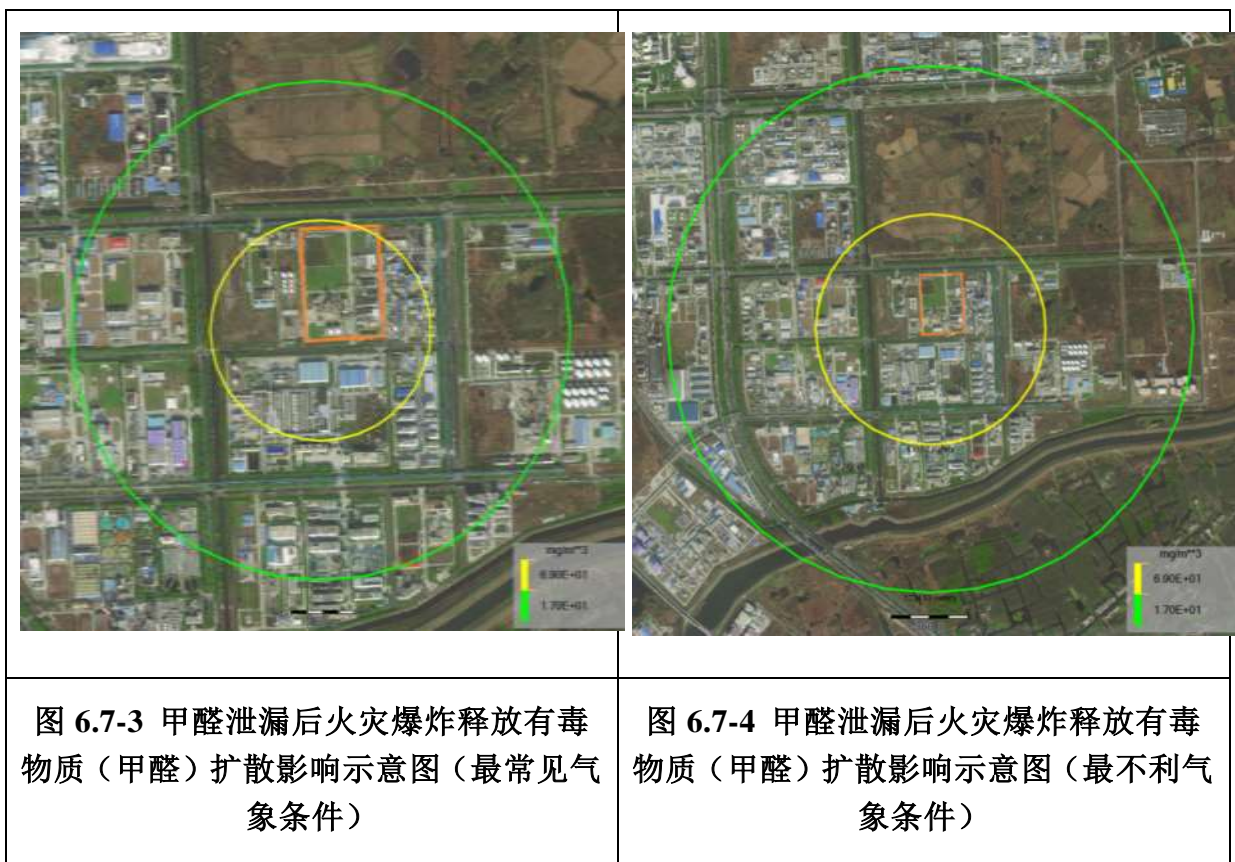 mg/m**3
6.90E+01
1.70E+01
mg/m**3
6.90E+01
1.70E+01
图 6.7-3 甲醛泄漏后火灾爆炸释放有毒
物质（甲醛）扩散影响示意图（最常见气
象条件）
图 6.7-4 甲醛泄漏后火灾爆炸释放有毒
物质（甲醛）扩散影响示意图（最不利气
象条件）